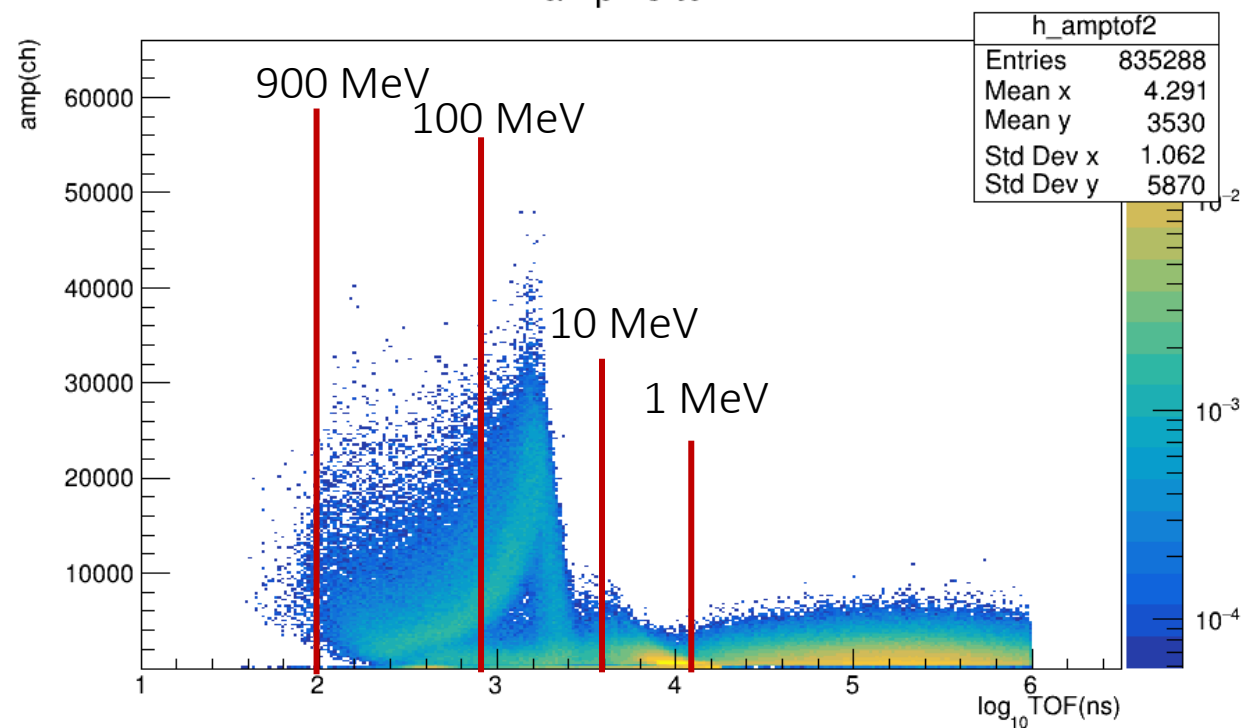 h_amptof2
Entries 835288
Mean x 4.291
Mean y 3530
Std Dev x 1.062
Std Dev y 5870
amp(ch)
900 MeV
100 MeV
10 MeV
1 MeV
60000
50000
40000
30000
20000
10000
10⁻²
10⁻³
10⁻⁴
1 2 3 4 5 6
log₁₀TOF(ns)